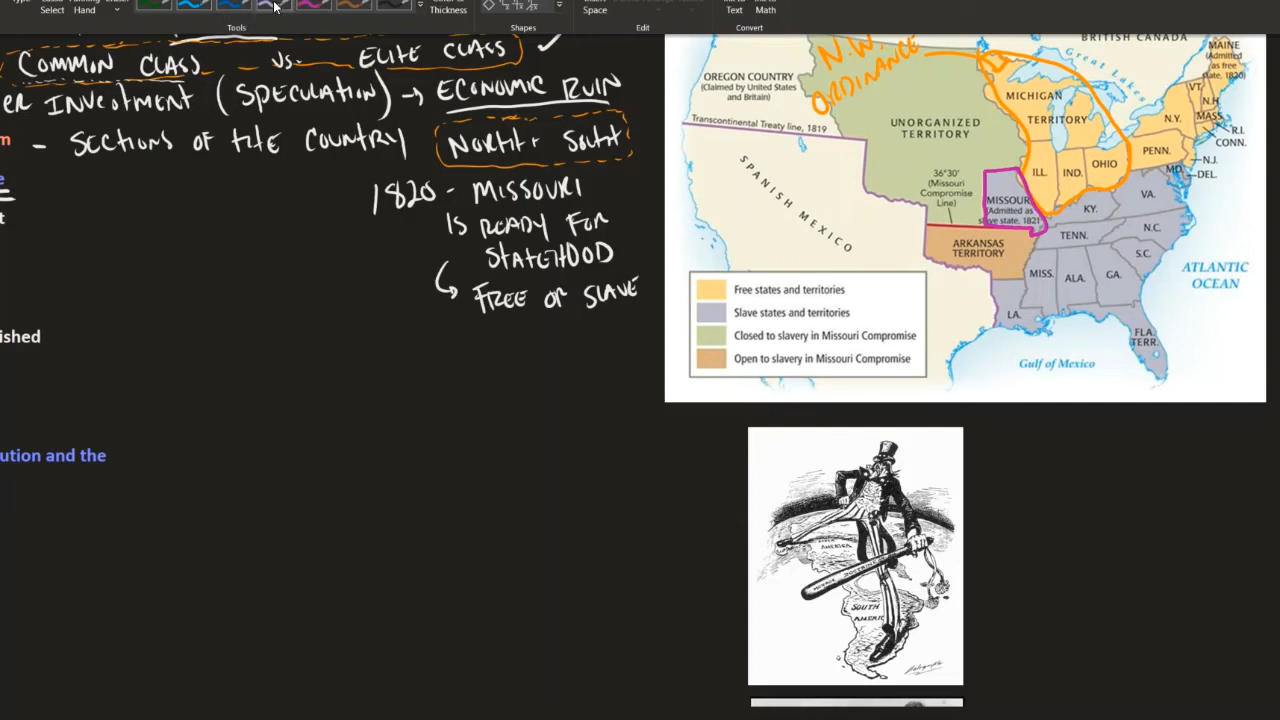 Select
Hand
Thickness
Space
Text
Math
Tools
Shapes
Edit
Convert
COMMON CLASS vs. ELITE CLASS ✓
ER INVESTMENT (SPECULATION) → ECONOMIC RUIN
m
- SECTIONS OF THE COUNTRY NORTH + SOUTH
e
t
1820 - MISSOURI
IS READY FOR
STATEHOOD
↳ FREE OR SLAVE
ished
ution and the
N.W.
ORDINANCE
BRITISH CANADA
OREGON COUNTRY
(Claimed by United States
and Britain)
Transcontinental Treaty line, 1819
UNORGANIZED
TERRITORY
SPANISH MEXICO
36°30'
(Missouri
Compromise
Line)
MICHIGAN
TERRITORY
Great Lakes
MAINE
(Admitted
as free
state, 1820)
VT.
N.H.
MASS.
R.I.
CONN.
N.Y.
PENN.
N.J.
DEL.
MD.
ILL.
IND.
OHIO
VA.
KY.
MISSOURI
(Admitted as
slave state, 1821)
N.C.
TENN.
S.C.
ARKANSAS
TERRITORY
MISS.
ALA.
GA.
LA.
FLA.
TERR.
ATLANTIC
OCEAN
Gulf of Mexico
Free states and territories
Slave states and territories
Closed to slavery in Missouri Compromise
Open to slavery in Missouri Compromise
AMERICA
MONROE DOCTRINE
SOUTH
AMERICA